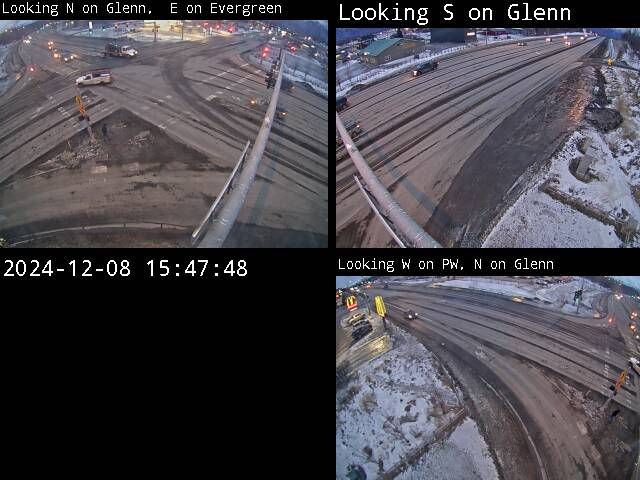 Looking N on Glenn,  E on Evergreen
Looking S on Glenn
2024-12-08 15:47:48
Looking W on PW, N on Glenn